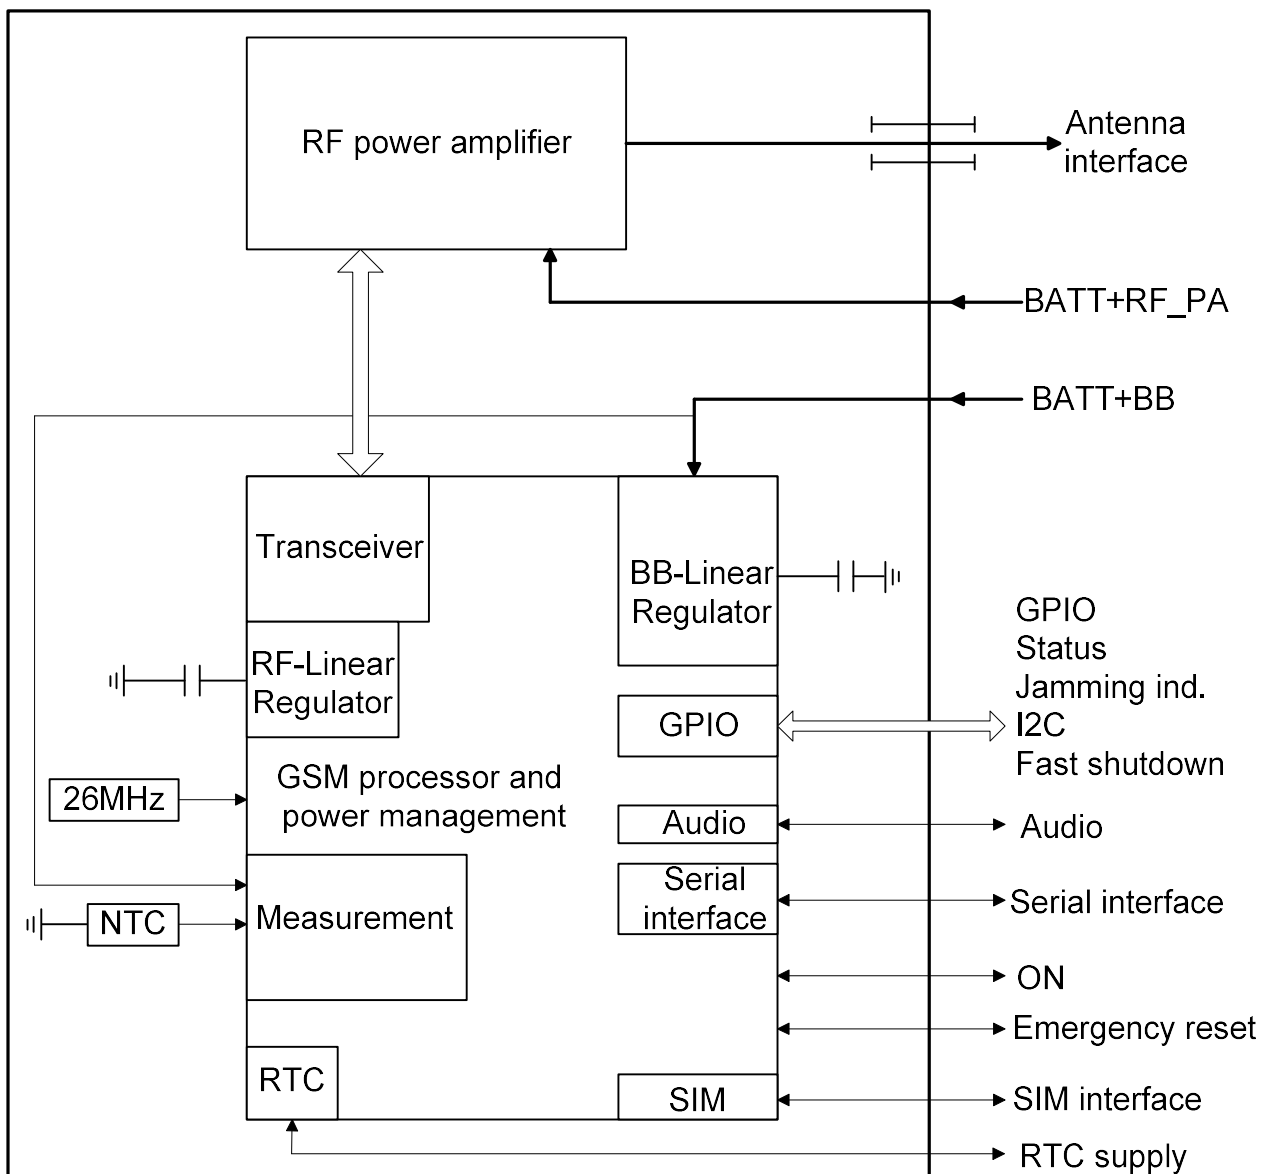 RF power amplifier
Antenna
interface
BATT+RF_PA
BATT+BB
Transceiver
BB-Linear
Regulator
RF-Linear
Regulator
GPIO
GPIO
Status
Jamming ind.
I2C
Fast shutdown
GSM processor and
power management
26MHz
Audio
Audio
Serial
interface
Serial interface
Measurement
NTC
ON
Emergency reset
RTC
SIM
SIM interface
RTC supply